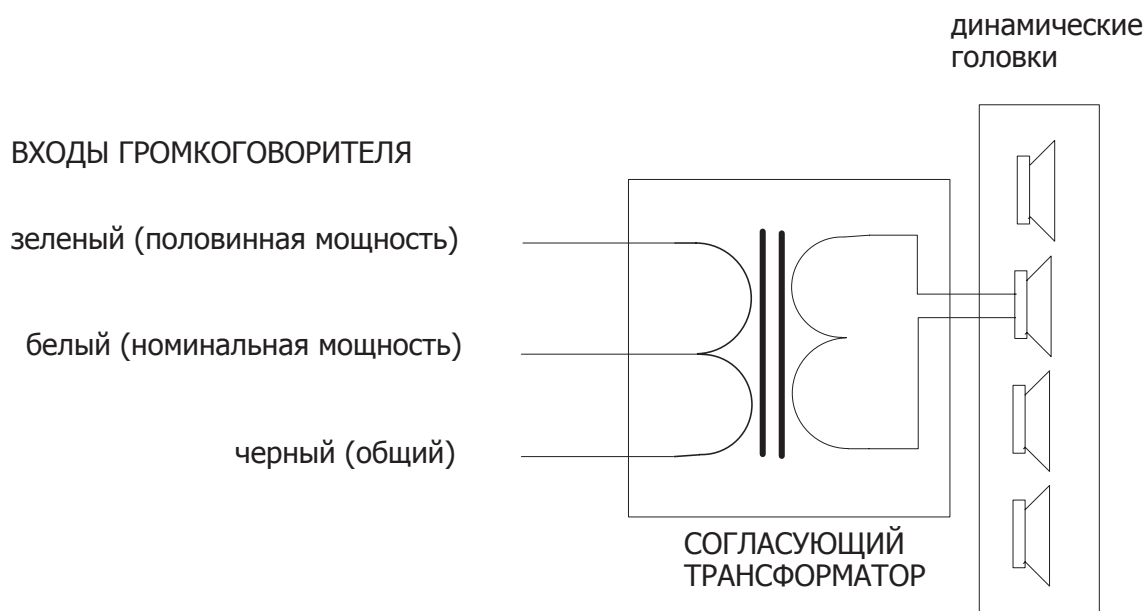 динамические
головки
ВХОДЫ ГРОМКОГОВОРИТЕЛЯ
зеленый (половинная мощность)
белый (номинальная мощность)
черный (общий)
СОГЛАСУЮЩИЙ
ТРАНСФОРМАТОР